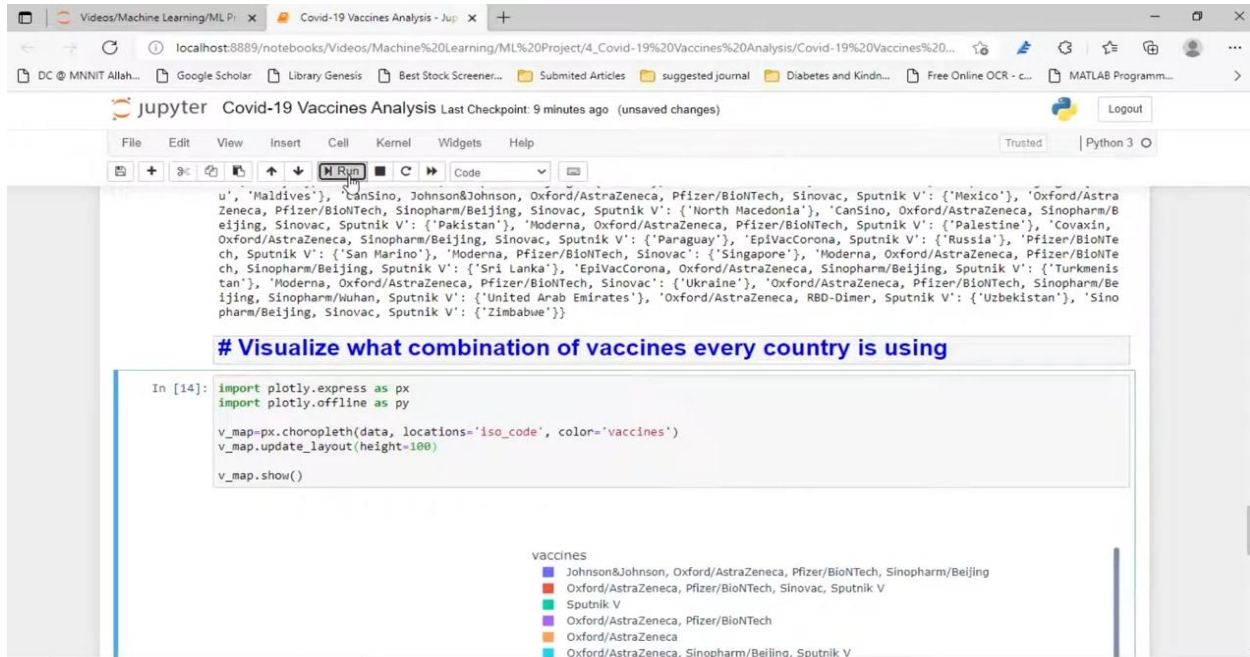 Videos/Machine Learning/ML Pr
Covid-19 Vaccines Analysis - Jup
localhost:8889/notebooks/Videos/Machine%20Learning/ML%20Project/4_Covid-19%20Vaccines%20Analysis/Covid-19%20Vaccines%20...
DC @ MNNIT Allah... Google Scholar Library Genesis Best Stock Screener... Submited Articles suggested journal Diabetes and Kindn... Free Online OCR - c... MATLAB Programm...
jupyter Covid-19 Vaccines Analysis Last Checkpoint: 9 minutes ago (unsaved changes) Logout
File Edit View Insert Cell Kernel Widgets Help Trusted Python 3
Run Code
u', 'Maldives'}, 'CanSino, Johnson&Johnson, Oxford/AstraZeneca, Pfizer/BioNTech, Sinovac, Sputnik V': {'Mexico'}, 'Oxford/Astra
Zeneca, Pfizer/BioNTech, Sinopharm/Beijing, Sinovac, Sputnik V': {'North Macedonia'}, 'CanSino, Oxford/AstraZeneca, Sinopharm/B
eijing, Sinovac, Sputnik V': {'Pakistan'}, 'Moderna, Oxford/AstraZeneca, Pfizer/BioNTech, Sputnik V': {'Palestine'}, 'Covaxin,
Oxford/AstraZeneca, Sinopharm/Beijing, Sinovac, Sputnik V': {'Paraguay'}, 'EpiVacCorona, Sputnik V': {'Russia'}, 'Pfizer/BioNTe
ch, Sputnik V': {'San Marino'}, 'Moderna, Pfizer/BioNTech, Sinovac': {'Singapore'}, 'Moderna, Oxford/AstraZeneca, Pfizer/BioNTe
ch, Sinopharm/Beijing, Sputnik V': {'Sri Lanka'}, 'EpiVacCorona, Oxford/AstraZeneca, Sinopharm/Beijing, Sputnik V': {'Turkmenis
tan'}, 'Moderna, Oxford/AstraZeneca, Pfizer/BioNTech, Sinovac': {'Ukraine'}, 'Oxford/AstraZeneca, Pfizer/BioNTech, Sinopharm/Be
ijing, Sinopharm/Wuhan, Sputnik V': {'United Arab Emirates'}, 'Oxford/AstraZeneca, RBD-Dimer, Sputnik V': {'Uzbekistan'}, 'Sino
pharm/Beijing, Sinovac, Sputnik V': {'Zimbabwe'}}
# Visualize what combination of vaccines every country is using
In [14]: import plotly.express as px
import plotly.offline as py
v_map=px.choropleth(data, locations='iso_code', color='vaccines')
v_map.update_layout(height=100)
v_map.show()
vaccines
Johnson&Johnson, Oxford/AstraZeneca, Pfizer/BioNTech, Sinopharm/Beijing
Oxford/AstraZeneca, Pfizer/BioNTech, Sinovac, Sputnik V
Sputnik V
Oxford/AstraZeneca, Pfizer/BioNTech
Oxford/AstraZeneca
Oxford/AstraZeneca, Sinopharm/Beijing, Sputnik V